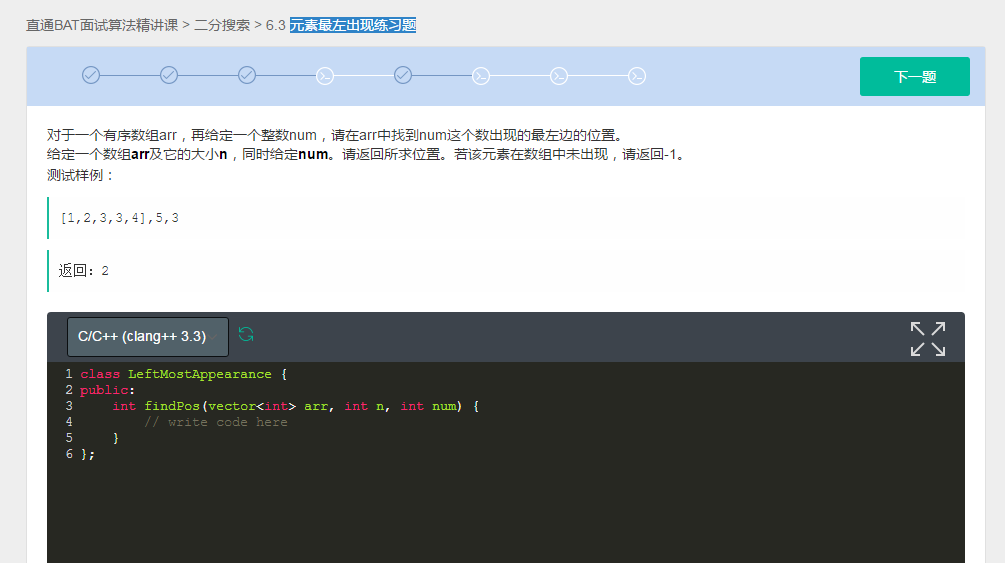 直通BAT面试算法精讲课 > 二分搜索 > 6.3 元素最左出现练习题
下一题
对于一个有序数组arr，再给定一个整数num，请在arr中找到num这个数出现的最左边的位置。
给定一个数组arr及它的大小n，同时给定num。请返回所求位置。若该元素在数组中未出现，请返回-1。
测试样例：
[1,2,3,3,4],5,3
返回：2
C/C++ (clang++ 3.3)
1 class LeftMostAppearance {
2 public:
3     int findPos(vector<int> arr, int n, int num) {
4         // write code here
5     }
6 };